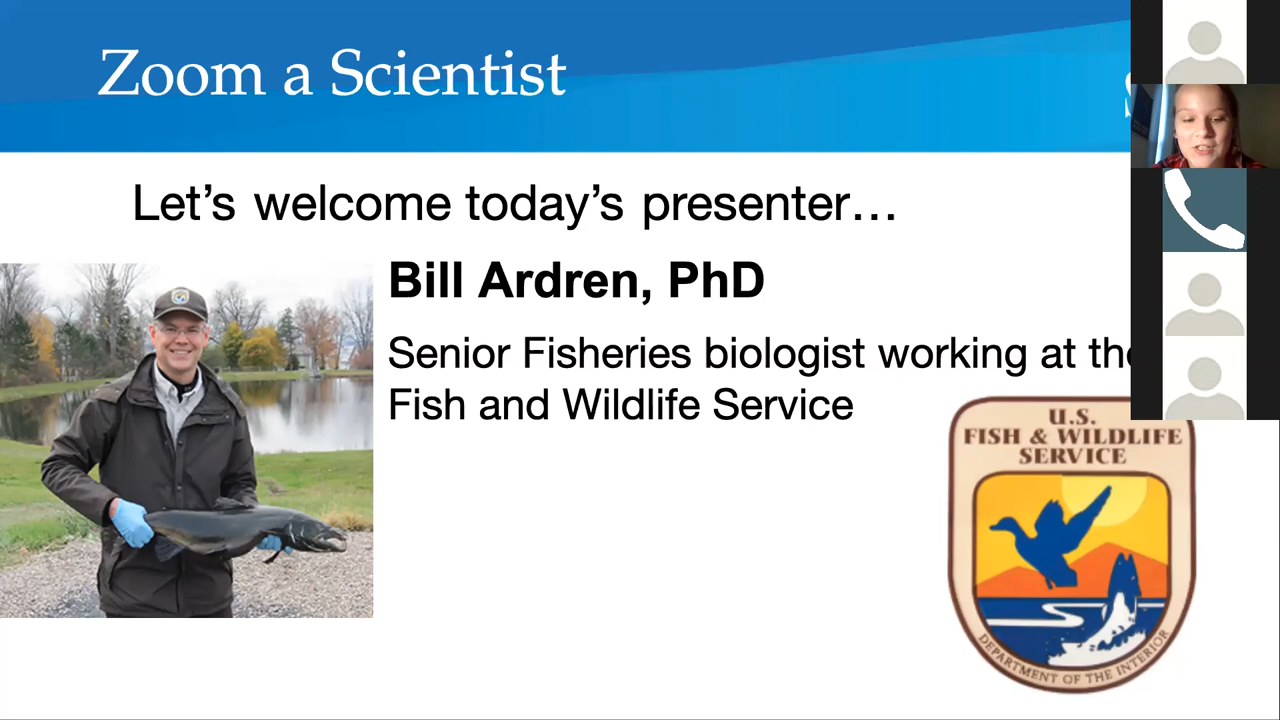 Zoom a Scientist
S
Let's welcome today's presenter…
Bill Ardren, PhD
Senior Fisheries biologist working at the
Fish and Wildlife Service
U.S.
FISH & WILDLIFE
SERVICE
DEPARTMENT OF THE INTERIOR